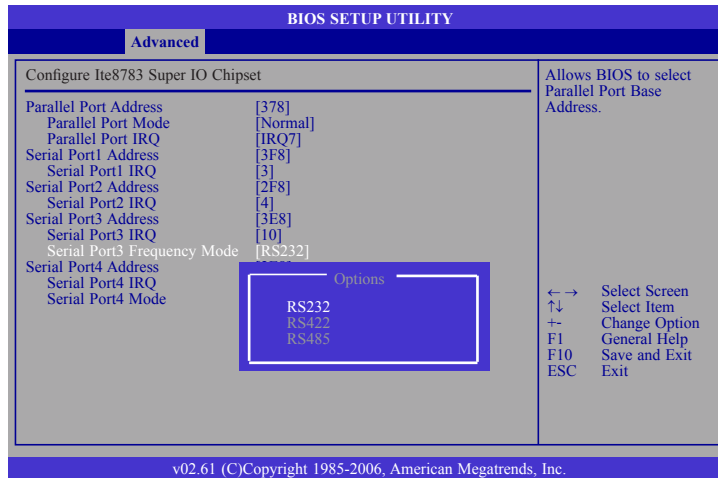 BIOS SETUP UTILITY
Advanced
Configure Ite8783 Super IO Chipset
Parallel Port Address [378]
Parallel Port Mode [Normal]
Parallel Port IRQ [IRQ7]
Serial Port1 Address [3F8]
Serial Port1 IRQ [3]
Serial Port2 Address [2F8]
Serial Port2 IRQ [4]
Serial Port3 Address [3E8]
Serial Port3 IRQ [10]
Serial Port3 Frequency Mode [RS232]
Serial Port4 Address
Serial Port4 IRQ
Serial Port4 Mode
Options
RS232
RS422
RS485
Allows BIOS to select
Parallel Port Base
Address.
←→ Select Screen
↑↓ Select Item
+- Change Option
F1 General Help
F10 Save and Exit
ESC Exit
v02.61 (C)Copyright 1985-2006, American Megatrends, Inc.